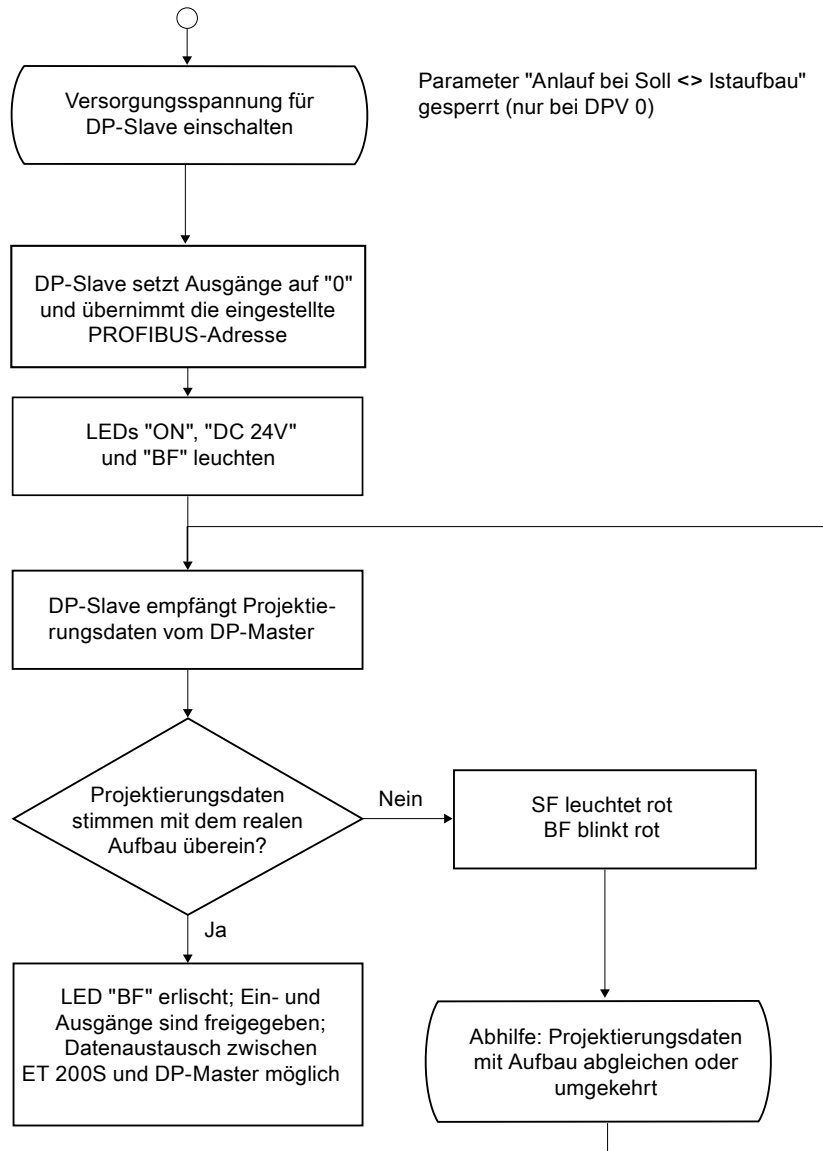 Versorgungsspannung für
DP-Slave einschalten
Parameter "Anlauf bei Soll <> Istaufbau"
gesperrt (nur bei DPV 0)
DP-Slave setzt Ausgänge auf "0"
und übernimmt die eingestellte
PROFIBUS-Adresse
LEDs "ON", "DC 24V"
und "BF" leuchten
DP-Slave empfängt Projektie-
rungsdaten vom DP-Master
Projektierungsdaten
stimmen mit dem realen
Aufbau überein?
Nein
SF leuchtet rot
BF blinkt rot
Ja
LED "BF" erlischt; Ein- und
Ausgänge sind freigegeben;
Datenaustausch zwischen
ET 200S und DP-Master möglich
Abhilfe: Projektierungsdaten
mit Aufbau abgleichen oder
umgekehrt